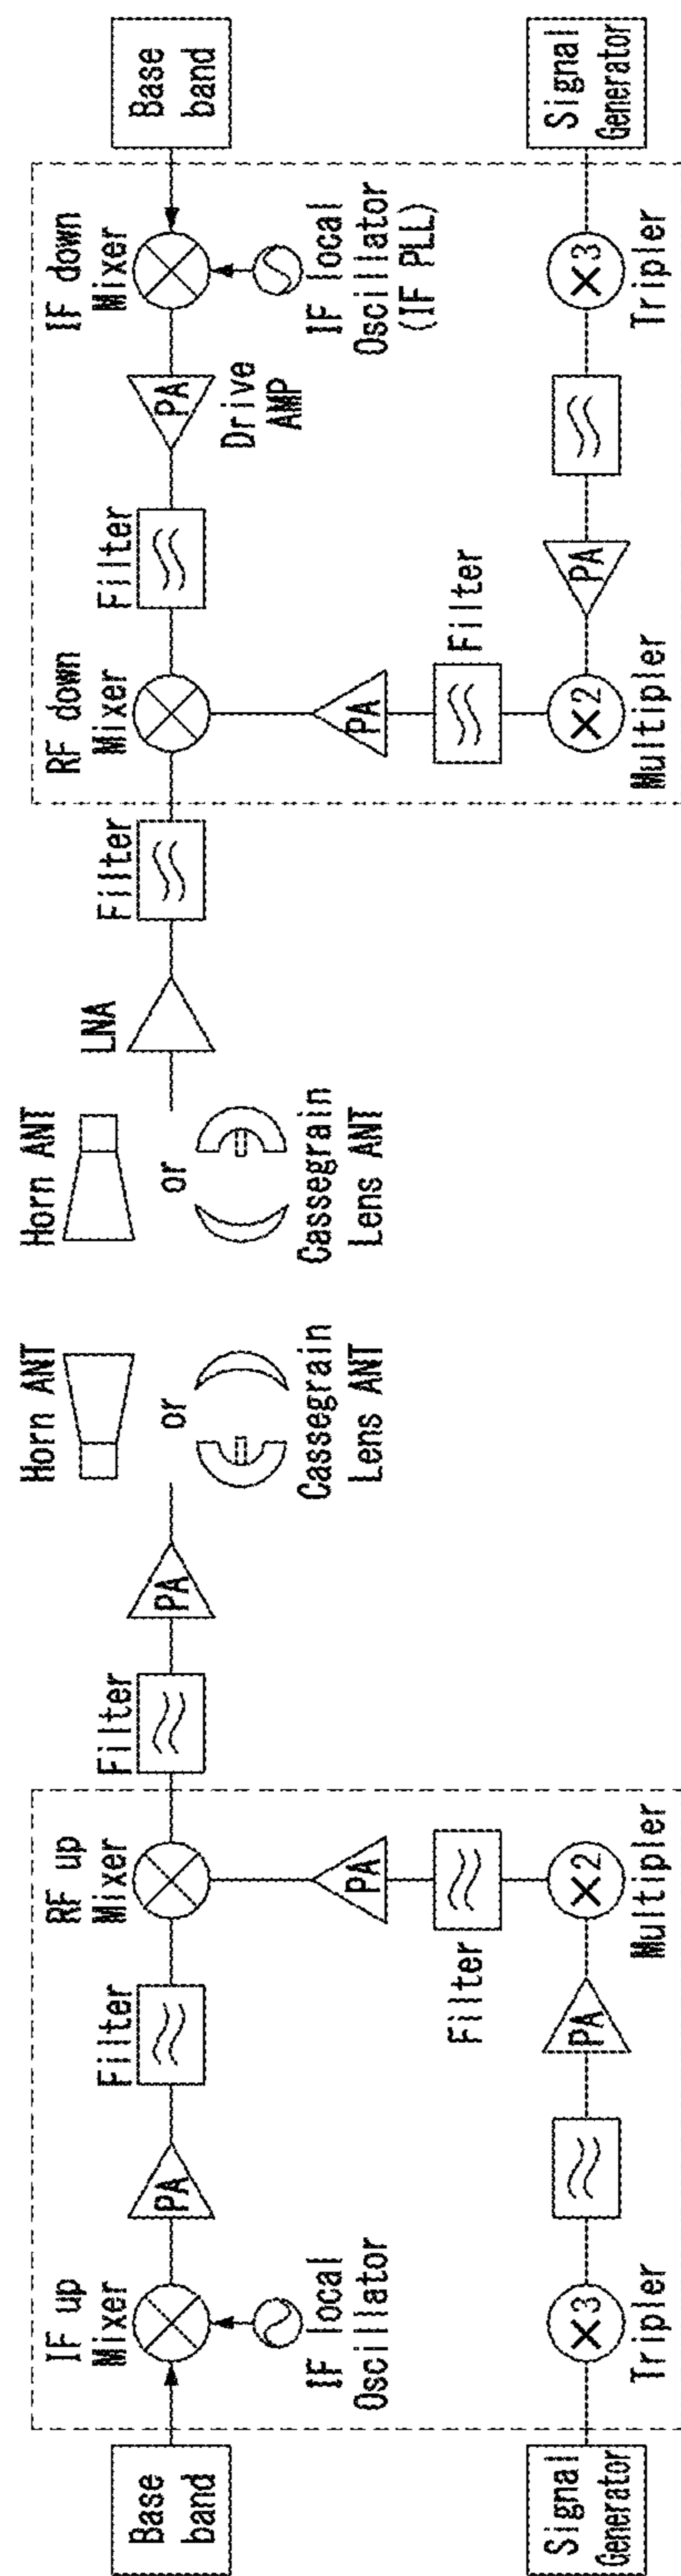 Base
band
IF up
Mixer
IF local
Oscillator
PA
Filter
RF up
Mixer
Filter
PA
Horn ANT
or
Cassegrain
Lens ANT
PA
Filter
Signal
Generator
×3
Tripler
PA
×2
Multipler
Horn ANT
or
Cassegrain
Lens ANT
LNA
Filter
RF down
Mixer
Filter
PA
Drive
AMP
IF down
Mixer
IF local
Oscillator
(IF PLL)
Base
band
PA
Filter
×2
Multipler
PA
×3
Tripler
Signal
Generator